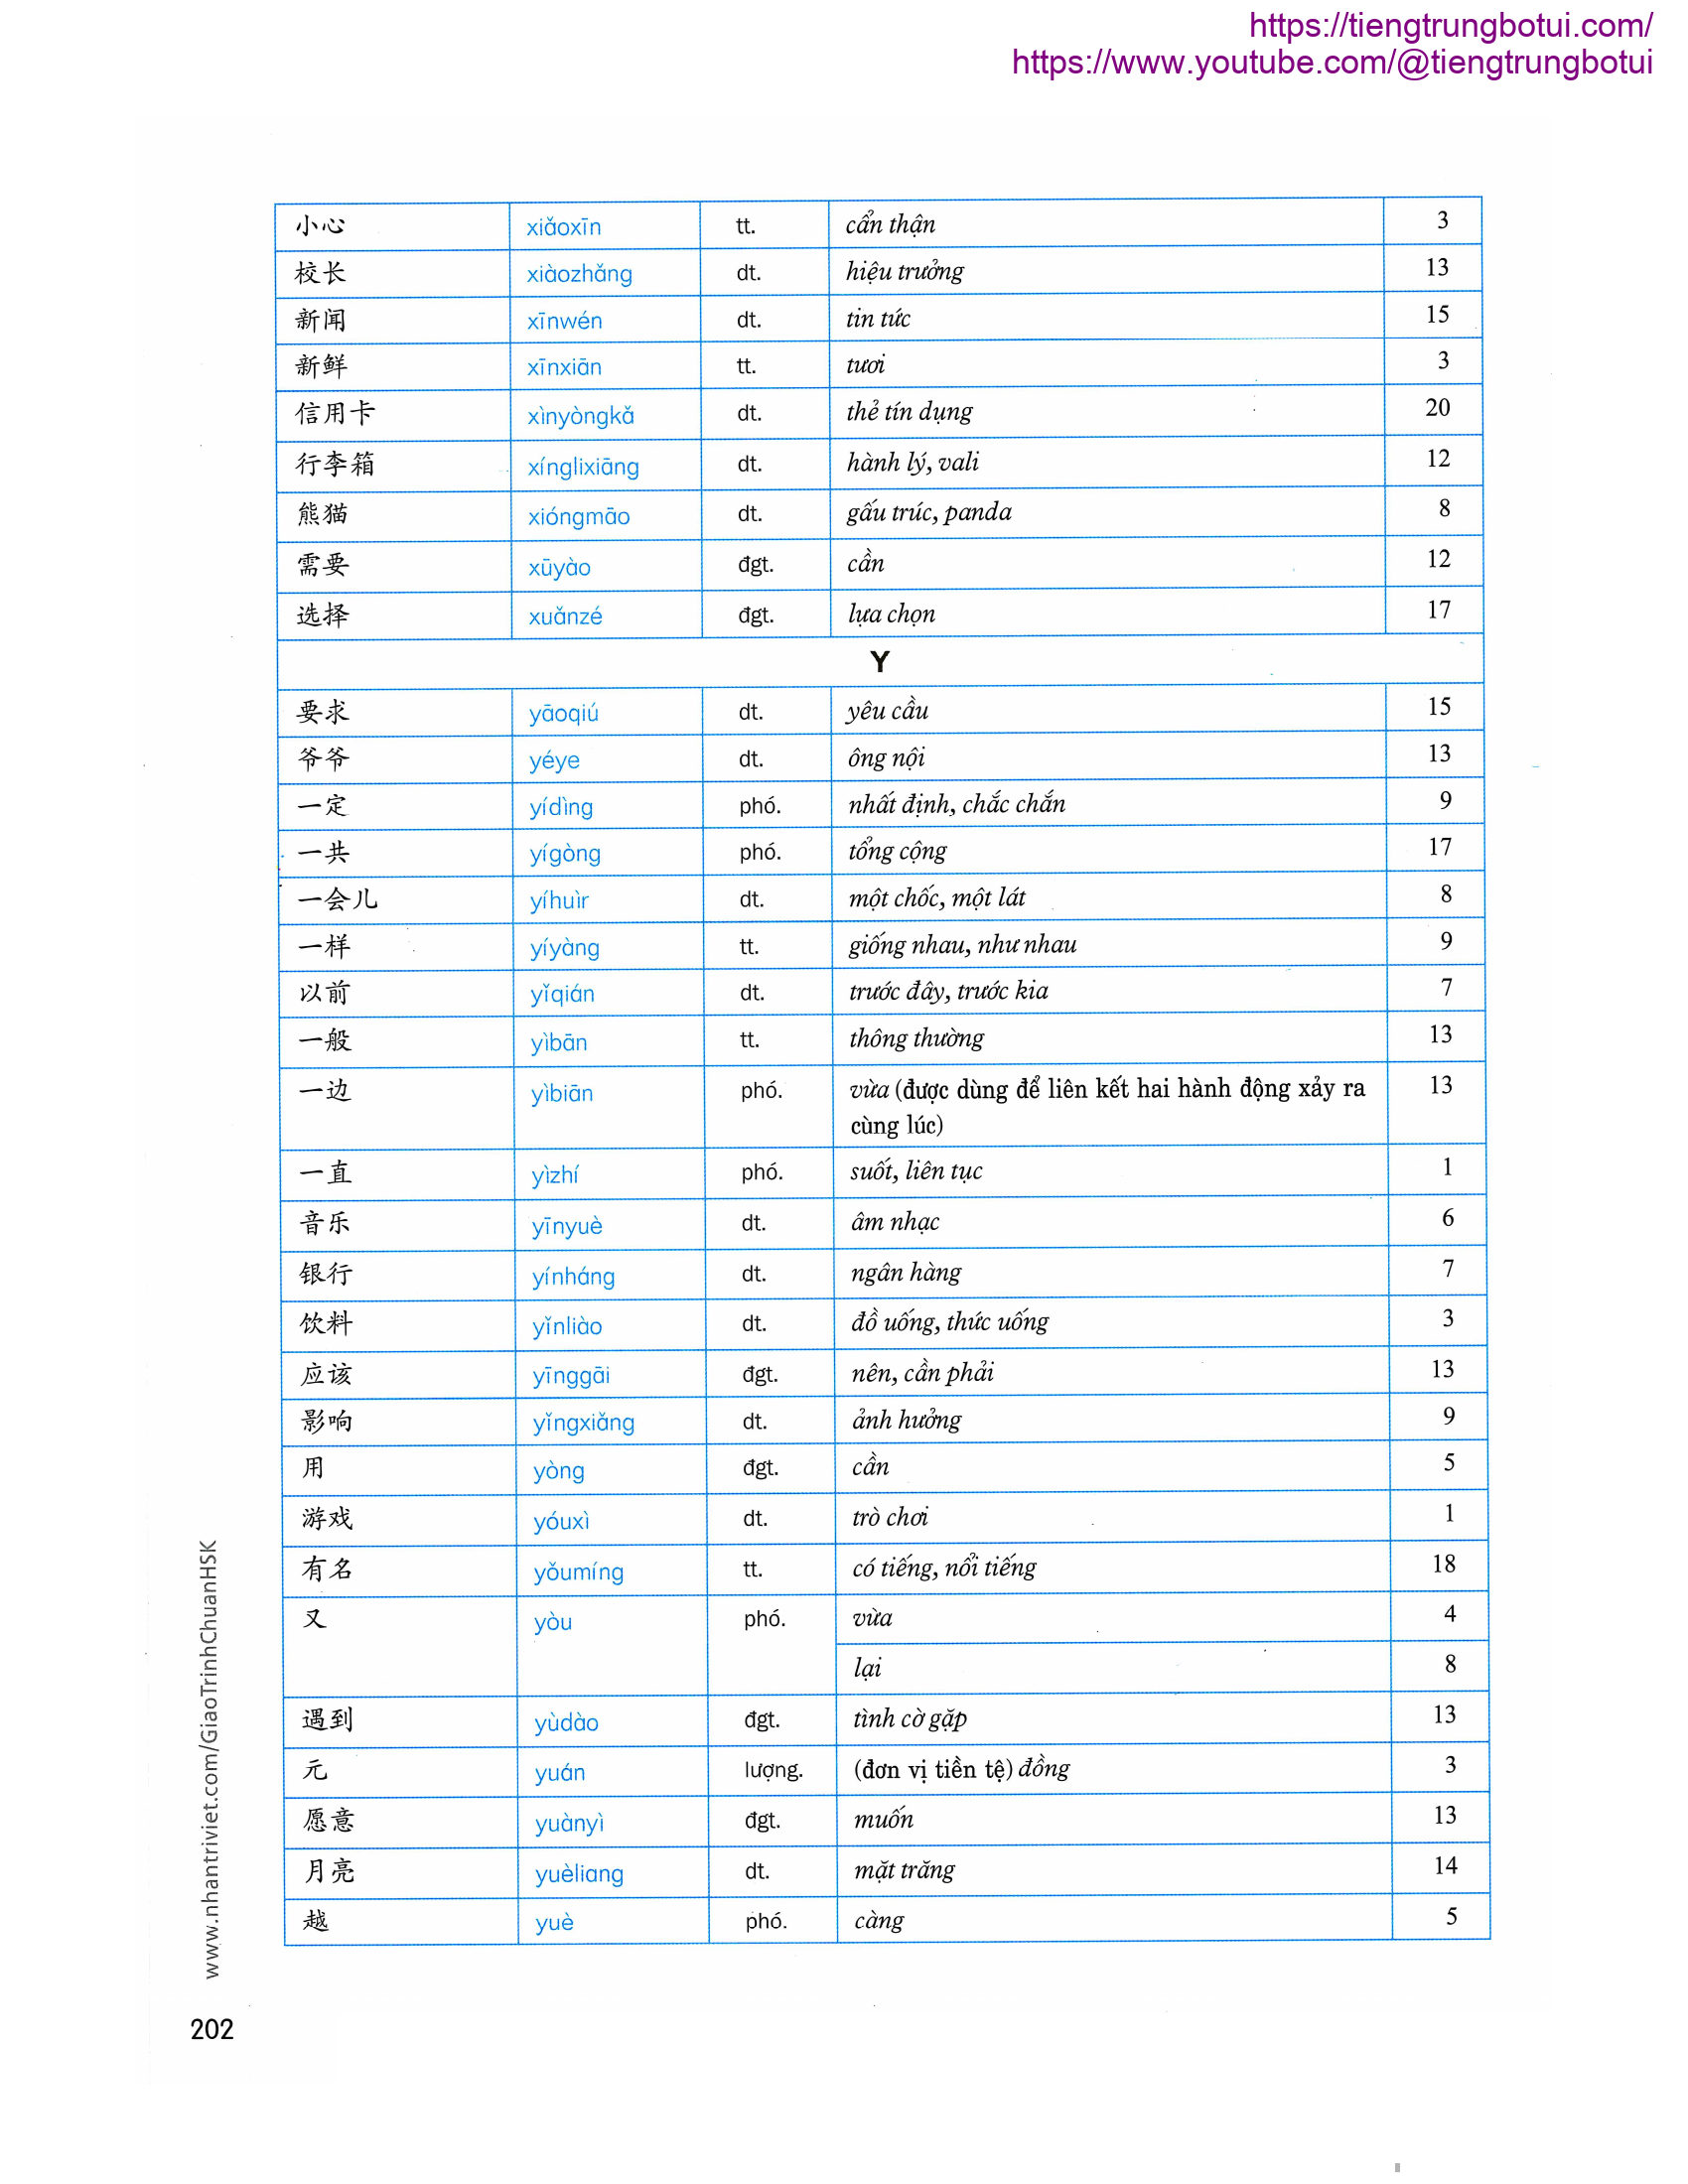 https://tiengtrungbotui.com/
https://www.youtube.com/@tiengtrungbotui
小心 xiǎoxīn tt. cẩn thận 3
校长 xiàozhǎng dt. hiệu trưởng 13
新闻 xīnwén dt. tin tức 15
新鲜 xīnxiān tt. tươi 3
信用卡 xìnyòngkǎ dt. thẻ tín dụng 20
行李箱 xínglixiāng dt. hành lý, vali 12
熊猫 xióngmāo dt. gấu trúc, panda 8
需要 xūyào đgt. cần 12
选择 xuǎnzé đgt. lựa chọn 17
Y
要求 yāoqiú dt. yêu cầu 15
爷爷 yéye dt. ông nội 13
一定 yídìng phó. nhất định, chắc chắn 9
一共 yígòng phó. tổng cộng 17
一会儿 yíhuìr dt. một chốc, một lát 8
一样 yíyàng tt. giống nhau, như nhau 9
以前 yǐqián dt. trước đây, trước kia 7
一般 yìbān tt. thông thường 13
一边 yìbiān phó. vừa (được dùng để liên kết hai hành động xảy ra 13
cùng lúc)
一直 yìzhí phó. suốt, liên tục 1
音乐 yīnyuè dt. âm nhạc 6
银行 yínháng dt. ngân hàng 7
饮料 yǐnliào dt. đồ uống, thức uống 3
应该 yīnggāi đgt. nên, cần phải 13
影响 yǐngxiǎng dt. ảnh hưởng 9
用 yòng đgt. cần 5
游戏 yóuxì dt. trò chơi 1
有名 yǒumíng tt. có tiếng, nổi tiếng 18
又 yòu phó. vừa 4
lại 8
遇到 yùdào đgt. tình cờ gặp 13
元 yuán lượng. (đơn vị tiền tệ) đồng 3
愿意 yuànyì đgt. muốn 13
月亮 yuèliang dt. mặt trăng 14
越 yuè phó. càng 5
www.nhantriviet.com/GiaoTrinhChuanHSK
202